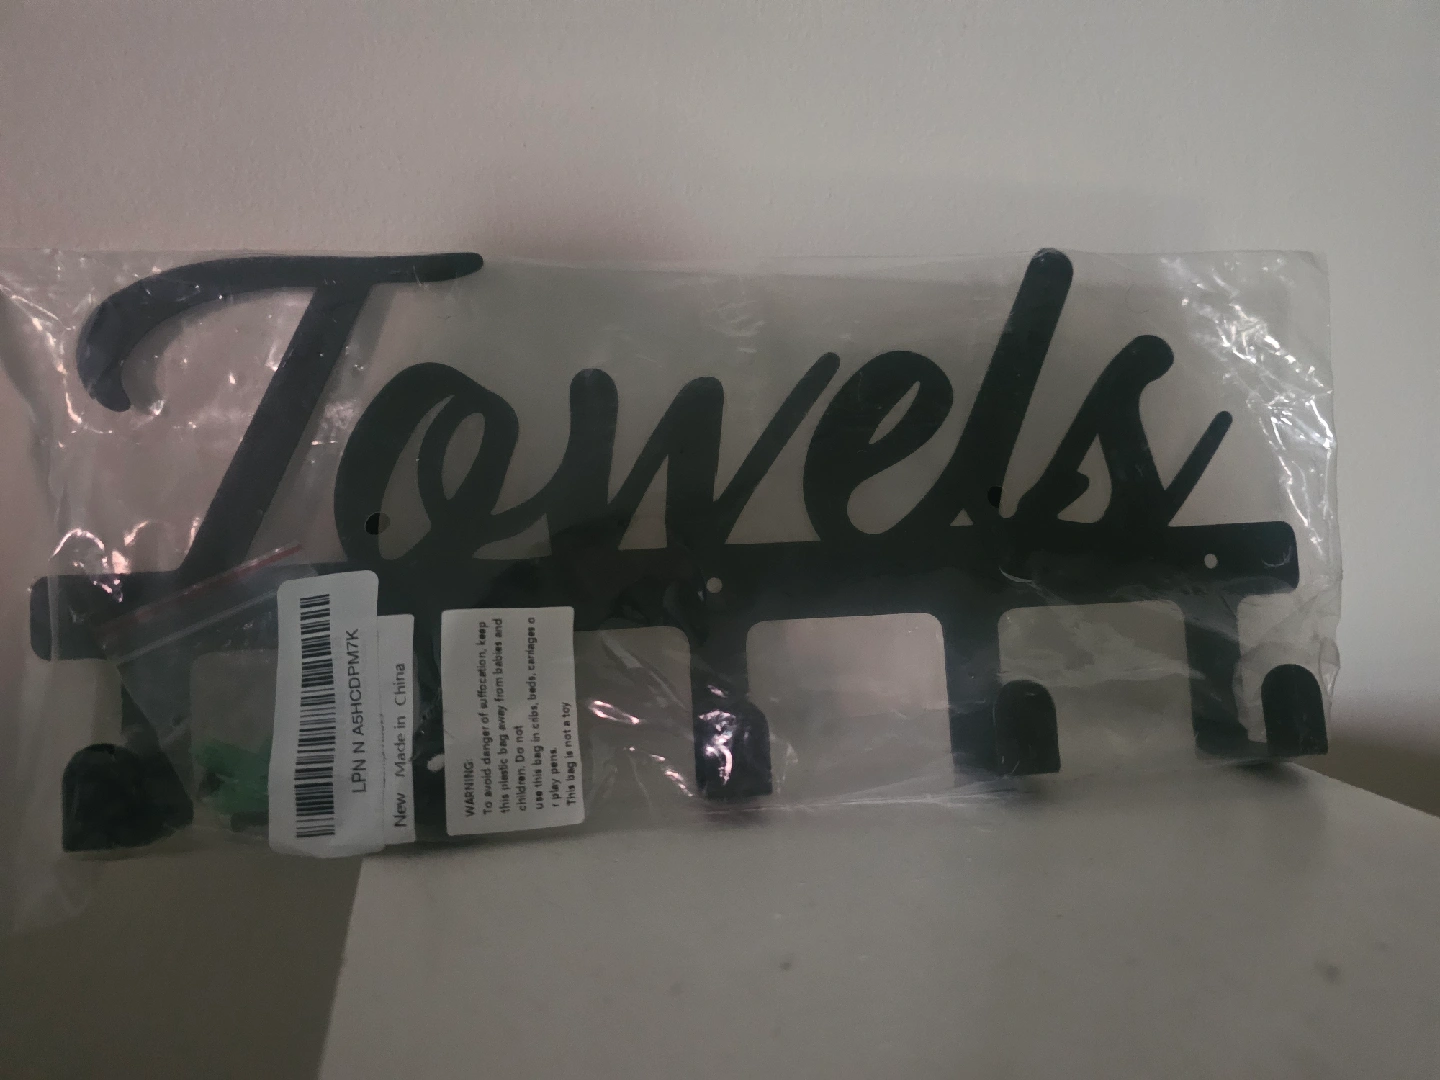 Towels
LPN N A5HCDPM7K
New Made in China
WARNING:
To avoid danger of suffocation, keep
this plastic bag away from babies and
children. Do not
use this bag in cribs, beds, carriages o
r play pens.
This bag is not a toy